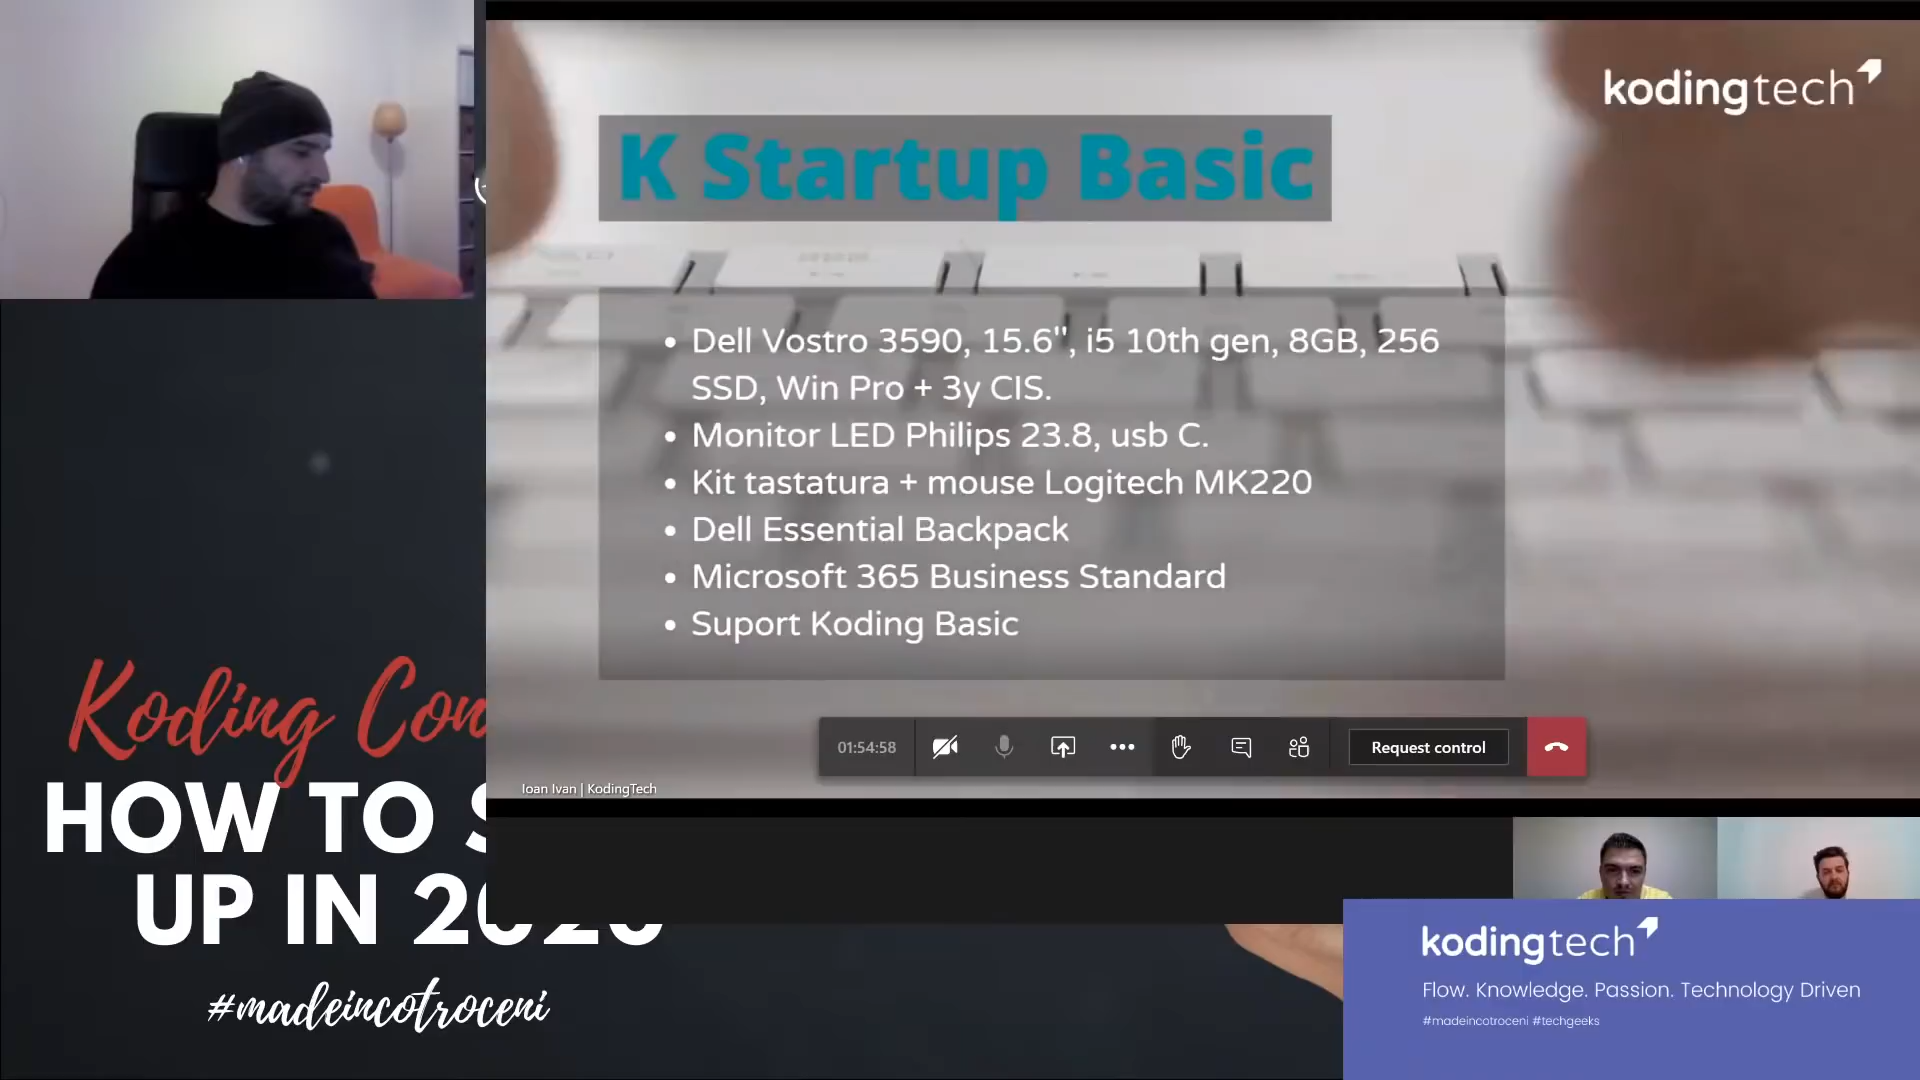 kodingtech
K Startup Basic
• Dell Vostro 3590, 15.6", i5 10th gen, 8GB, 256
SSD, Win Pro + 3y CIS.
• Monitor LED Philips 23.8, usb C.
• Kit tastatura + mouse Logitech MK220
• Dell Essential Backpack
• Microsoft 365 Business Standard
• Suport Koding Basic
01:54:58
Request control
Ioan Ivan | KodingTech
Koding Con
HOW TO S
UP IN 2020
#madeincotroceni
kodingtech
Flow. Knowledge. Passion. Technology Driven
#madeincotroceni #techgeeks